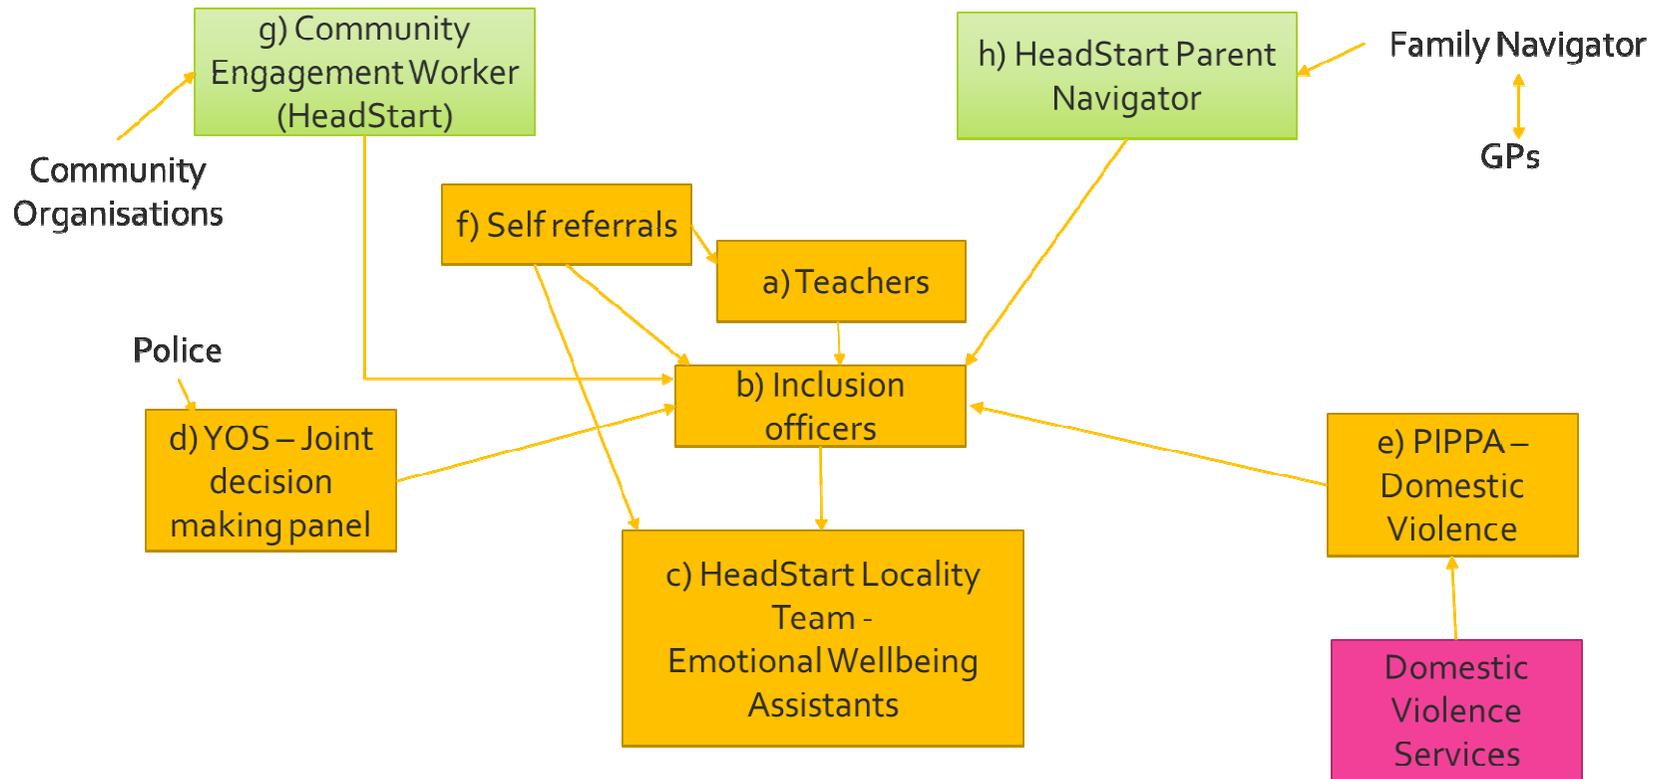 g) Community
Engagement Worker
(HeadStart)
h) HeadStart Parent
Navigator
Family Navigator
GPs
Community
Organisations
f) Self referrals
a) Teachers
Police
b) Inclusion
officers
d) YOS – Joint
decision
making panel
e) PIPPA –
Domestic
Violence
c) HeadStart Locality
Team -
Emotional Wellbeing
Assistants
Domestic
Violence
Services